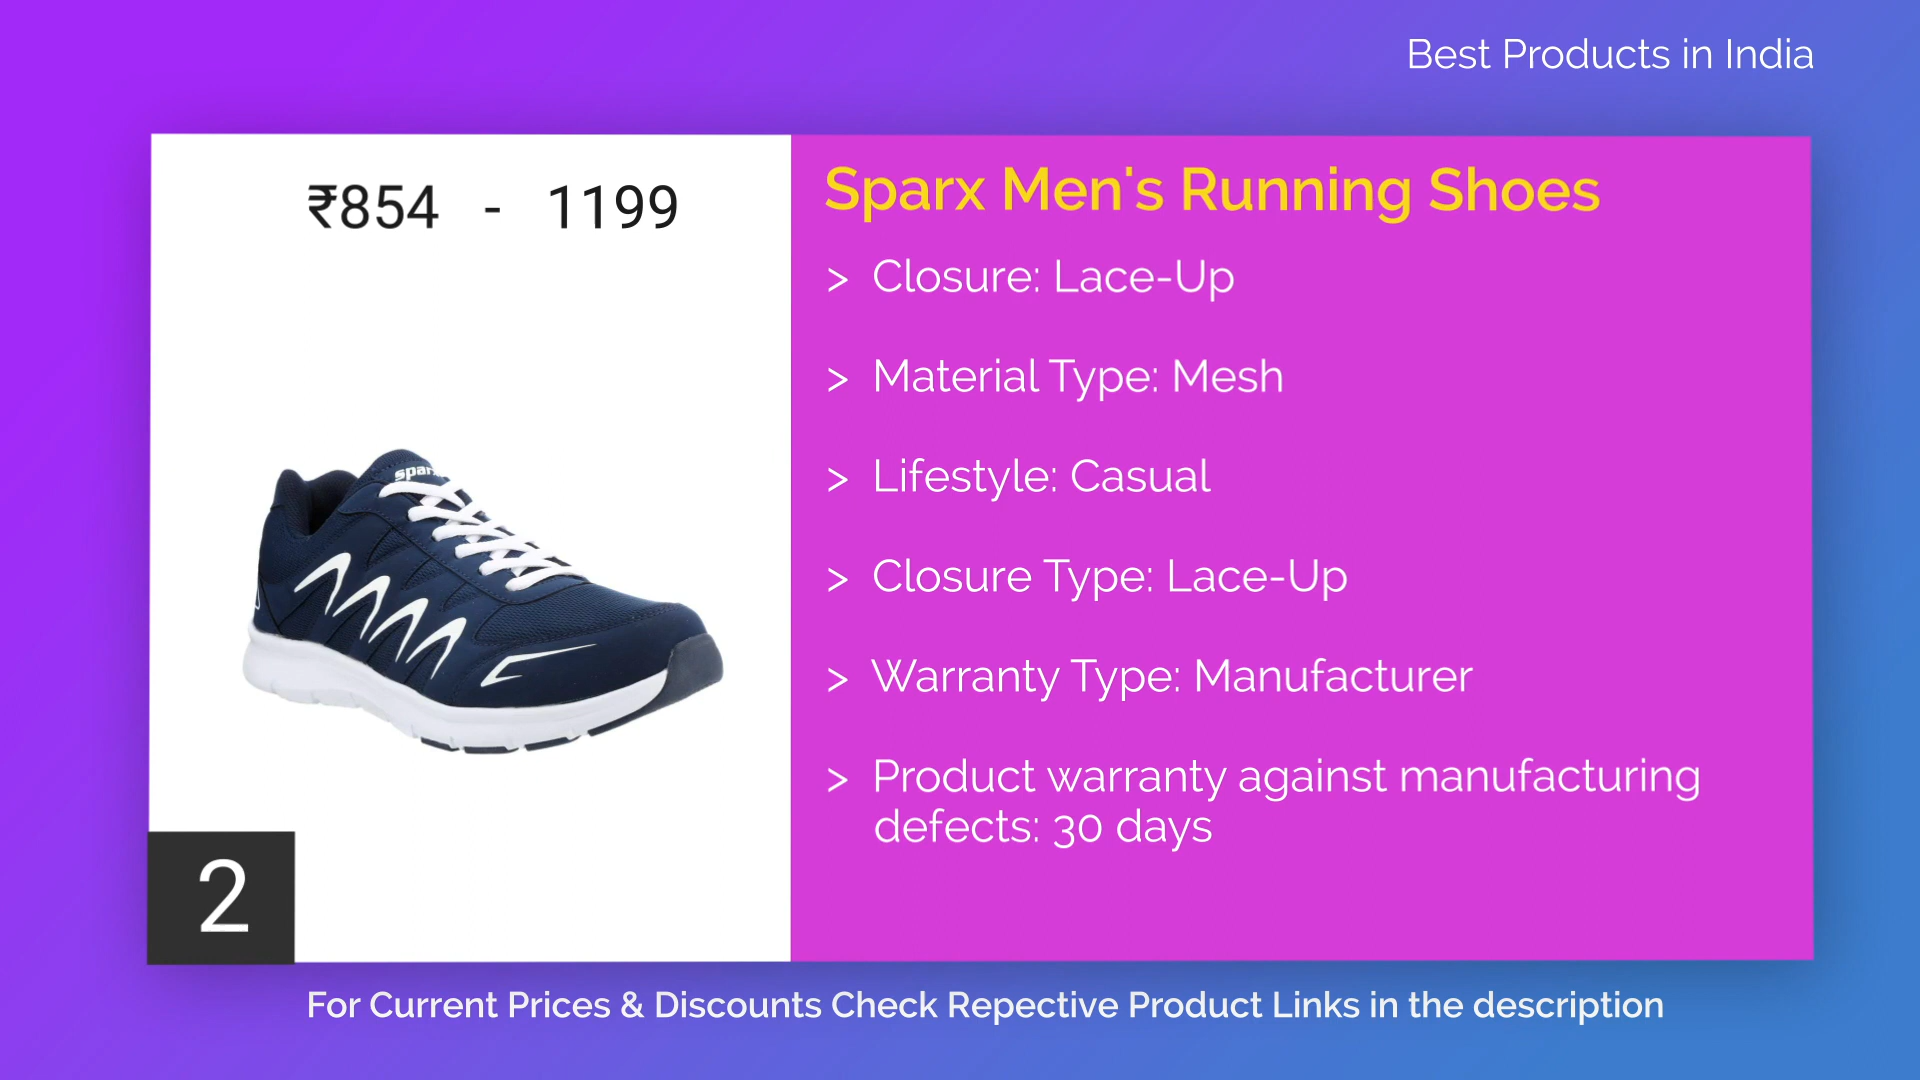 Best Products in India
₹854 - 1199
Sparx Men's Running Shoes
> Closure: Lace-Up
> Material Type: Mesh
> Lifestyle: Casual
> Closure Type: Lace-Up
> Warranty Type: Manufacturer
> Product warranty against manufacturing
defects: 30 days
2
For Current Prices & Discounts Check Repective Product Links in the description